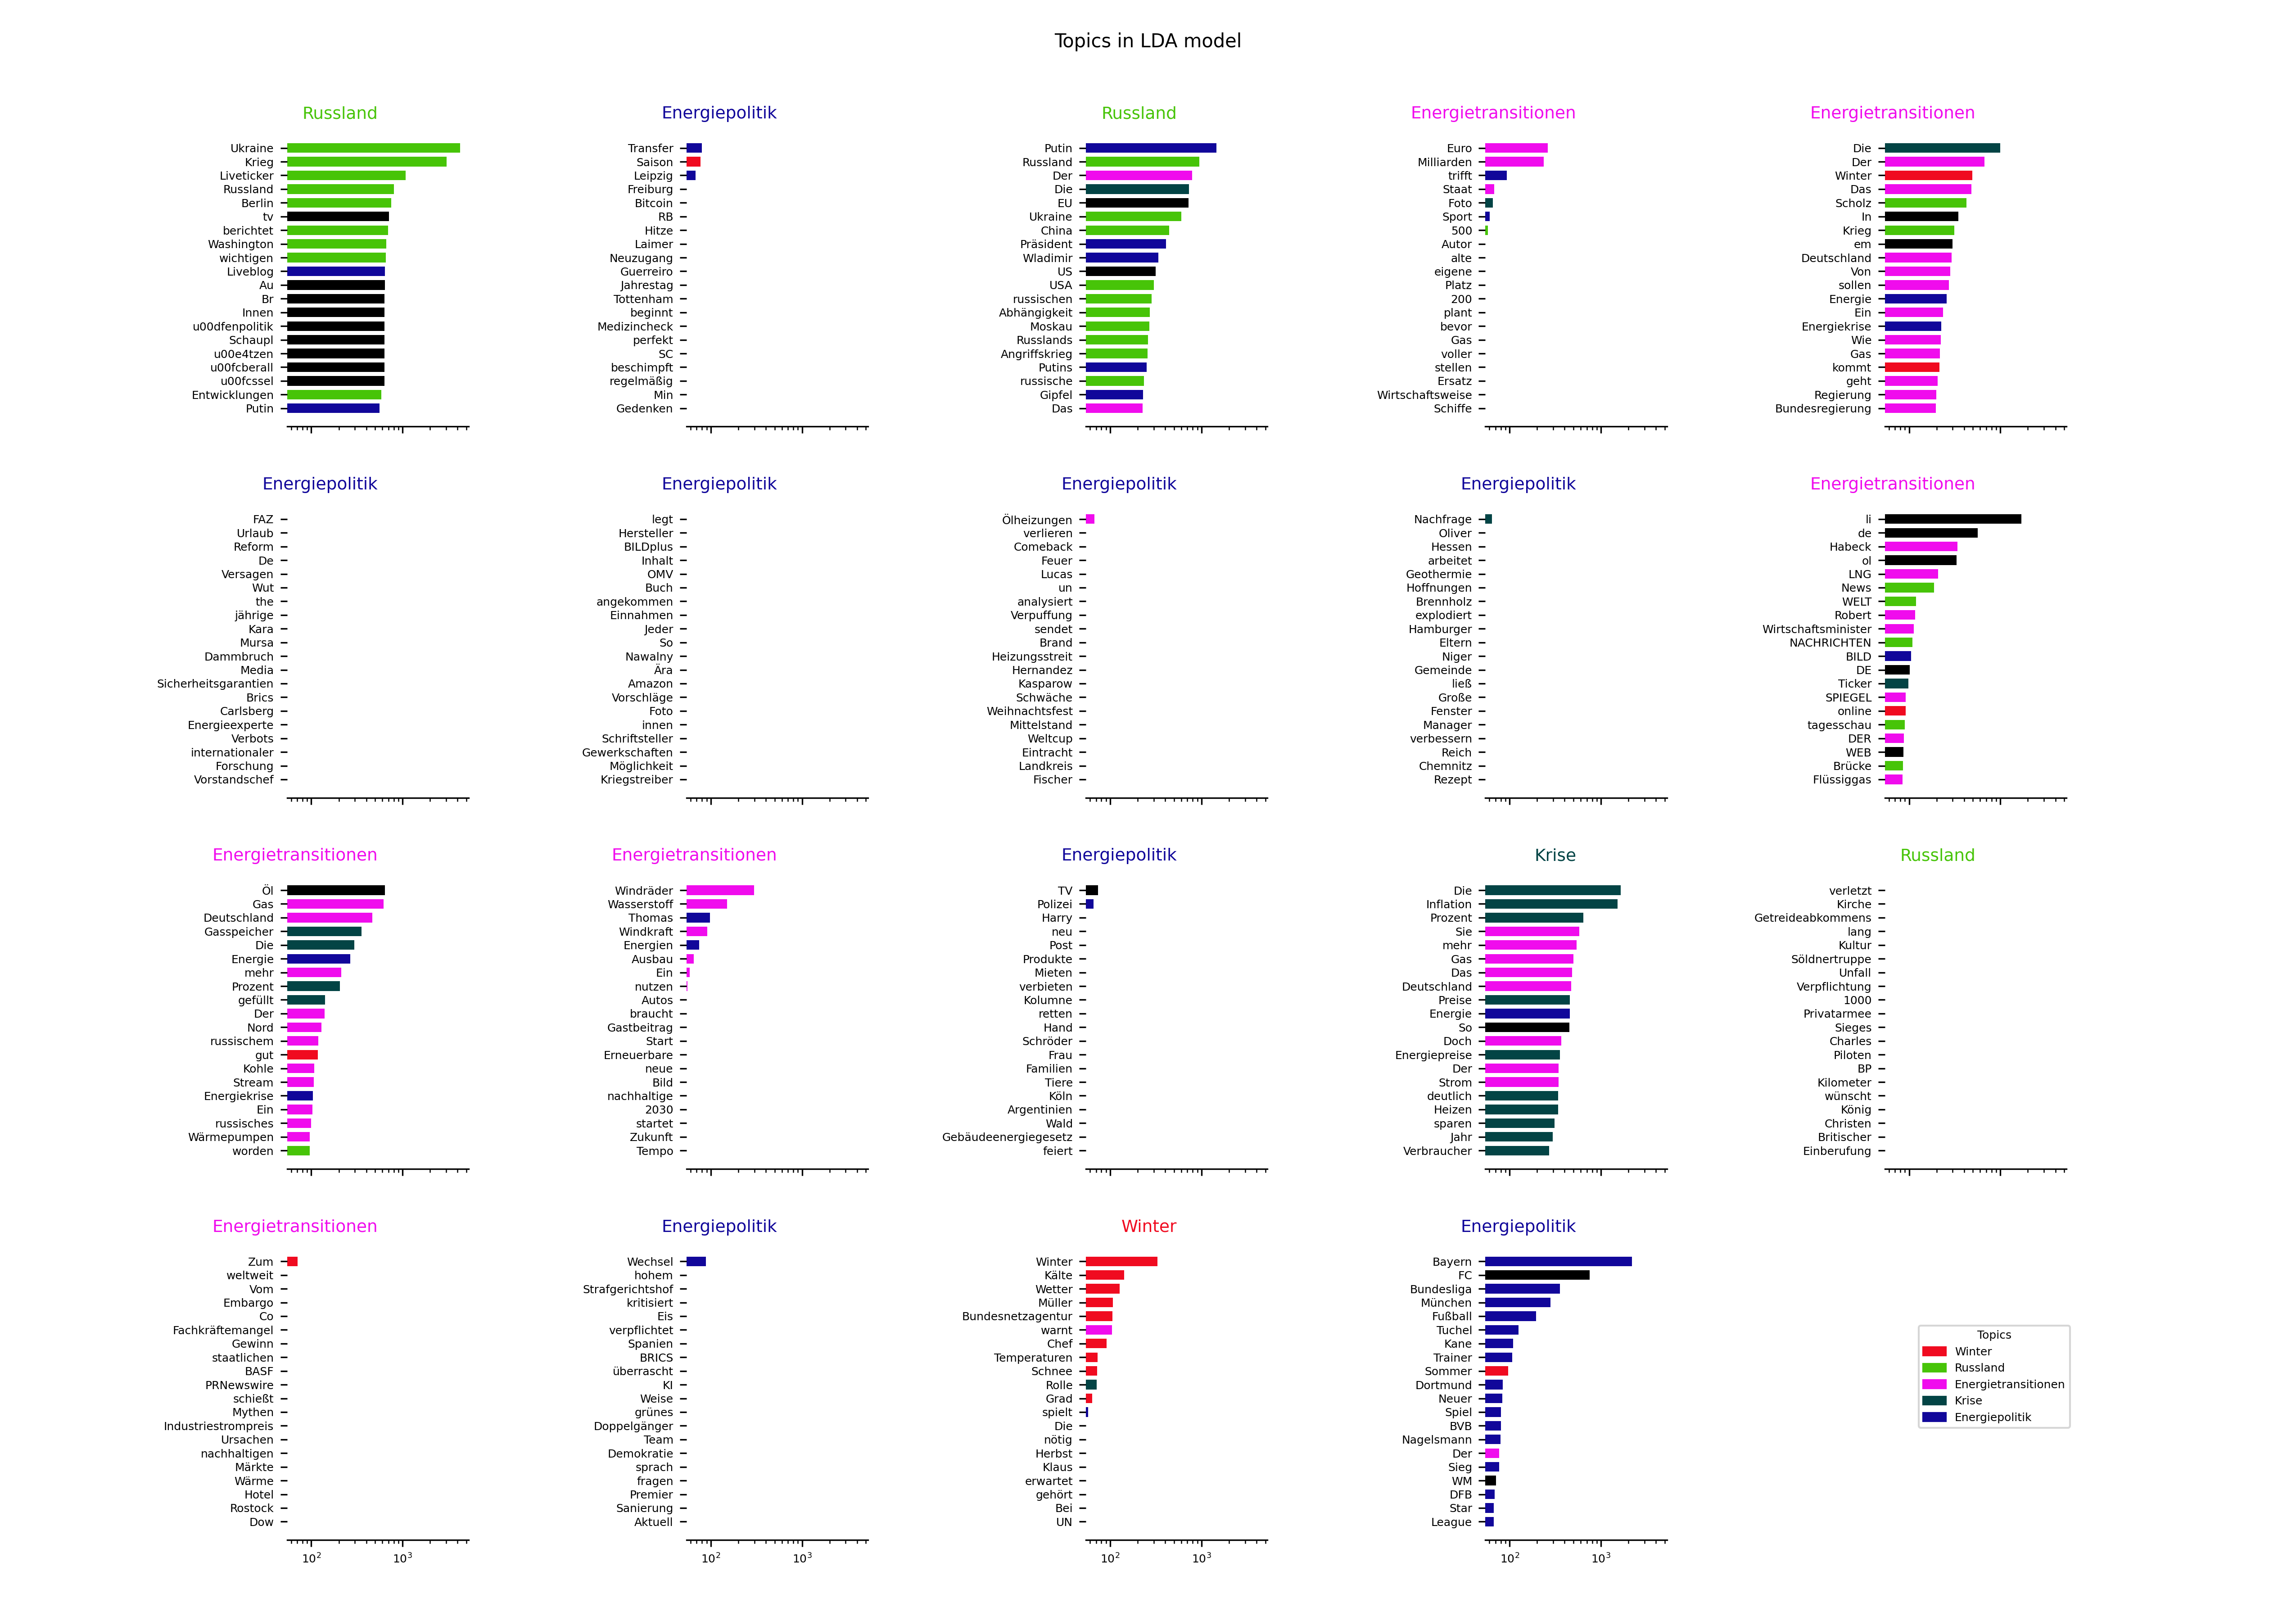 Topics in LDA model
Russland
Ukraine
Krieg
Liveticker
Russland
Berlin
tv
berichtet
Washington
wichtigen
Liveblog
Au
Br
Innen
u00dfenpolitik
Schaupl
u00e4tzen
u00fcberall
u00fcssel
Entwicklungen
Putin
Energiepolitik
Transfer
Saison
Leipzig
Freiburg
Bitcoin
RB
Hitze
Laimer
Neuzugang
Guerreiro
Jahrestag
Tottenham
beginnt
Medizincheck
perfekt
SC
beschimpft
regelmäßig
Min
Gedenken
Russland
Putin
Russland
Der
Die
EU
Ukraine
China
Präsident
Wladimir
US
USA
russischen
Abhängigkeit
Moskau
Russlands
Angriffskrieg
Putins
russische
Gipfel
Das
Energietransitionen
Euro
Milliarden
trifft
Staat
Foto
Sport
500
Autor
alte
eigene
Platz
200
plant
bevor
Gas
voller
stellen
Ersatz
Wirtschaftsweise
Schiffe
Energietransitionen
Die
Der
Winter
Das
Scholz
In
Krieg
em
Deutschland
Von
sollen
Energie
Ein
Energiekrise
Wie
Gas
kommt
geht
Regierung
Bundesregierung
Energiepolitik
FAZ
Urlaub
Reform
De
Versagen
Wut
the
jährige
Kara
Mursa
Dammbruch
Media
Sicherheitsgarantien
Brics
Carlsberg
Energieexperte
Verbots
internationaler
Forschung
Vorstandschef
Energiepolitik
legt
Hersteller
BILDplus
Inhalt
OMV
Buch
angekommen
Einnahmen
Jeder
So
Nawalny
Ära
Amazon
Vorschläge
Foto
innen
Schriftsteller
Gewerkschaften
Möglichkeit
Kriegstreiber
Energiepolitik
Ölheizungen
verlieren
Comeback
Feuer
Lucas
un
analysiert
Verpuffung
sendet
Brand
Heizungsstreit
Hernandez
Kasparow
Schwäche
Weihnachtsfest
Mittelstand
Weltcup
Eintracht
Landkreis
Fischer
Energiepolitik
Nachfrage
Oliver
Hessen
arbeitet
Geothermie
Hoffnungen
Brennholz
explodiert
Hamburger
Eltern
Niger
Gemeinde
ließ
Große
Fenster
Manager
verbessern
Reich
Chemnitz
Rezept
Energietransitionen
li
de
Habeck
ol
LNG
News
WELT
Robert
Wirtschaftsminister
NACHRICHTEN
BILD
DE
Ticker
SPIEGEL
online
tagesschau
DER
WEB
Brücke
Flüssiggas
Energietransitionen
Öl
Gas
Deutschland
Gasspeicher
Die
Energie
mehr
Prozent
gefüllt
Der
Nord
russischem
gut
Kohle
Stream
Energiekrise
Ein
russisches
Wärmepumpen
worden
Energietransitionen
Windräder
Wasserstoff
Thomas
Windkraft
Energien
Ausbau
Ein
nutzen
Autos
braucht
Gastbeitrag
Start
Erneuerbare
neue
Bild
nachhaltige
2030
startet
Zukunft
Tempo
Energiepolitik
TV
Polizei
Harry
neu
Post
Produkte
Mieten
verbieten
Kolumne
retten
Hand
Schröder
Frau
Familien
Tiere
Köln
Argentinien
Wald
Gebäudeenergiegesetz
feiert
Krise
Die
Inflation
Prozent
Sie
mehr
Gas
Das
Deutschland
Preise
Energie
So
Doch
Energiepreise
Der
Strom
deutlich
Heizen
sparen
Jahr
Verbraucher
Russland
verletzt
Kirche
Getreideabkommens
lang
Kultur
Söldnertruppe
Unfall
Verpflichtung
1000
Privatarmee
Sieges
Charles
Piloten
BP
Kilometer
wünscht
König
Christen
Britischer
Einberufung
Energietransitionen
Zum
weltweit
Vom
Embargo
Co
Fachkräftemangel
Gewinn
staatlichen
BASF
PRNewswire
schießt
Mythen
Industriestrompreis
Ursachen
nachhaltigen
Märkte
Wärme
Hotel
Rostock
Dow
10² 10³
Energiepolitik
Wechsel
hohem
Strafgerichtshof
kritisiert
Eis
verpflichtet
Spanien
BRICS
überrascht
KI
Weise
grünes
Doppelgänger
Team
Demokratie
sprach
fragen
Premier
Sanierung
Aktuell
10² 10³
Winter
Winter
Kälte
Wetter
Müller
Bundesnetzagentur
warnt
Chef
Temperaturen
Schnee
Rolle
Grad
spielt
Die
nötig
Herbst
Klaus
erwartet
gehört
Bei
UN
10² 10³
Energiepolitik
Bayern
FC
Bundesliga
München
Fußball
Tuchel
Kane
Trainer
Sommer
Dortmund
Neuer
Spiel
BVB
Nagelsmann
Der
Sieg
WM
DFB
Star
League
10² 10³
Topics
Winter
Russland
Energietransitionen
Krise
Energiepolitik